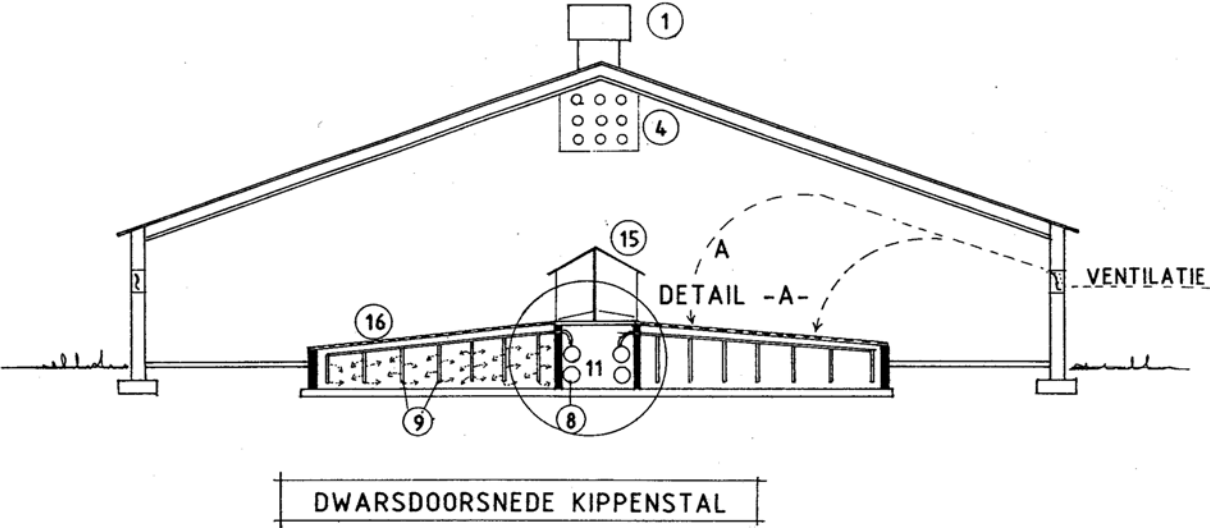 1
4
15
A
VENTILATIE
DETAIL -A-
16
11
9
8
DWARSDOORSNEDE KIPPENSTAL